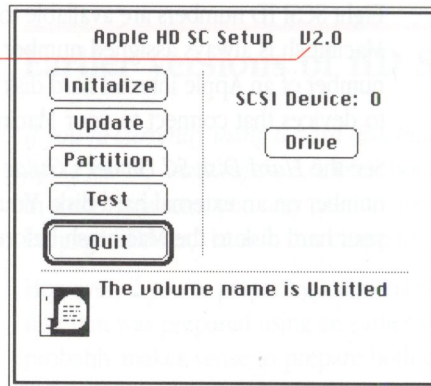 Apple HD SC Setup V2.0
Initialize
Update
Partition
Test
Quit
SCSI Device: 0
Drive
The volume name is Untitled